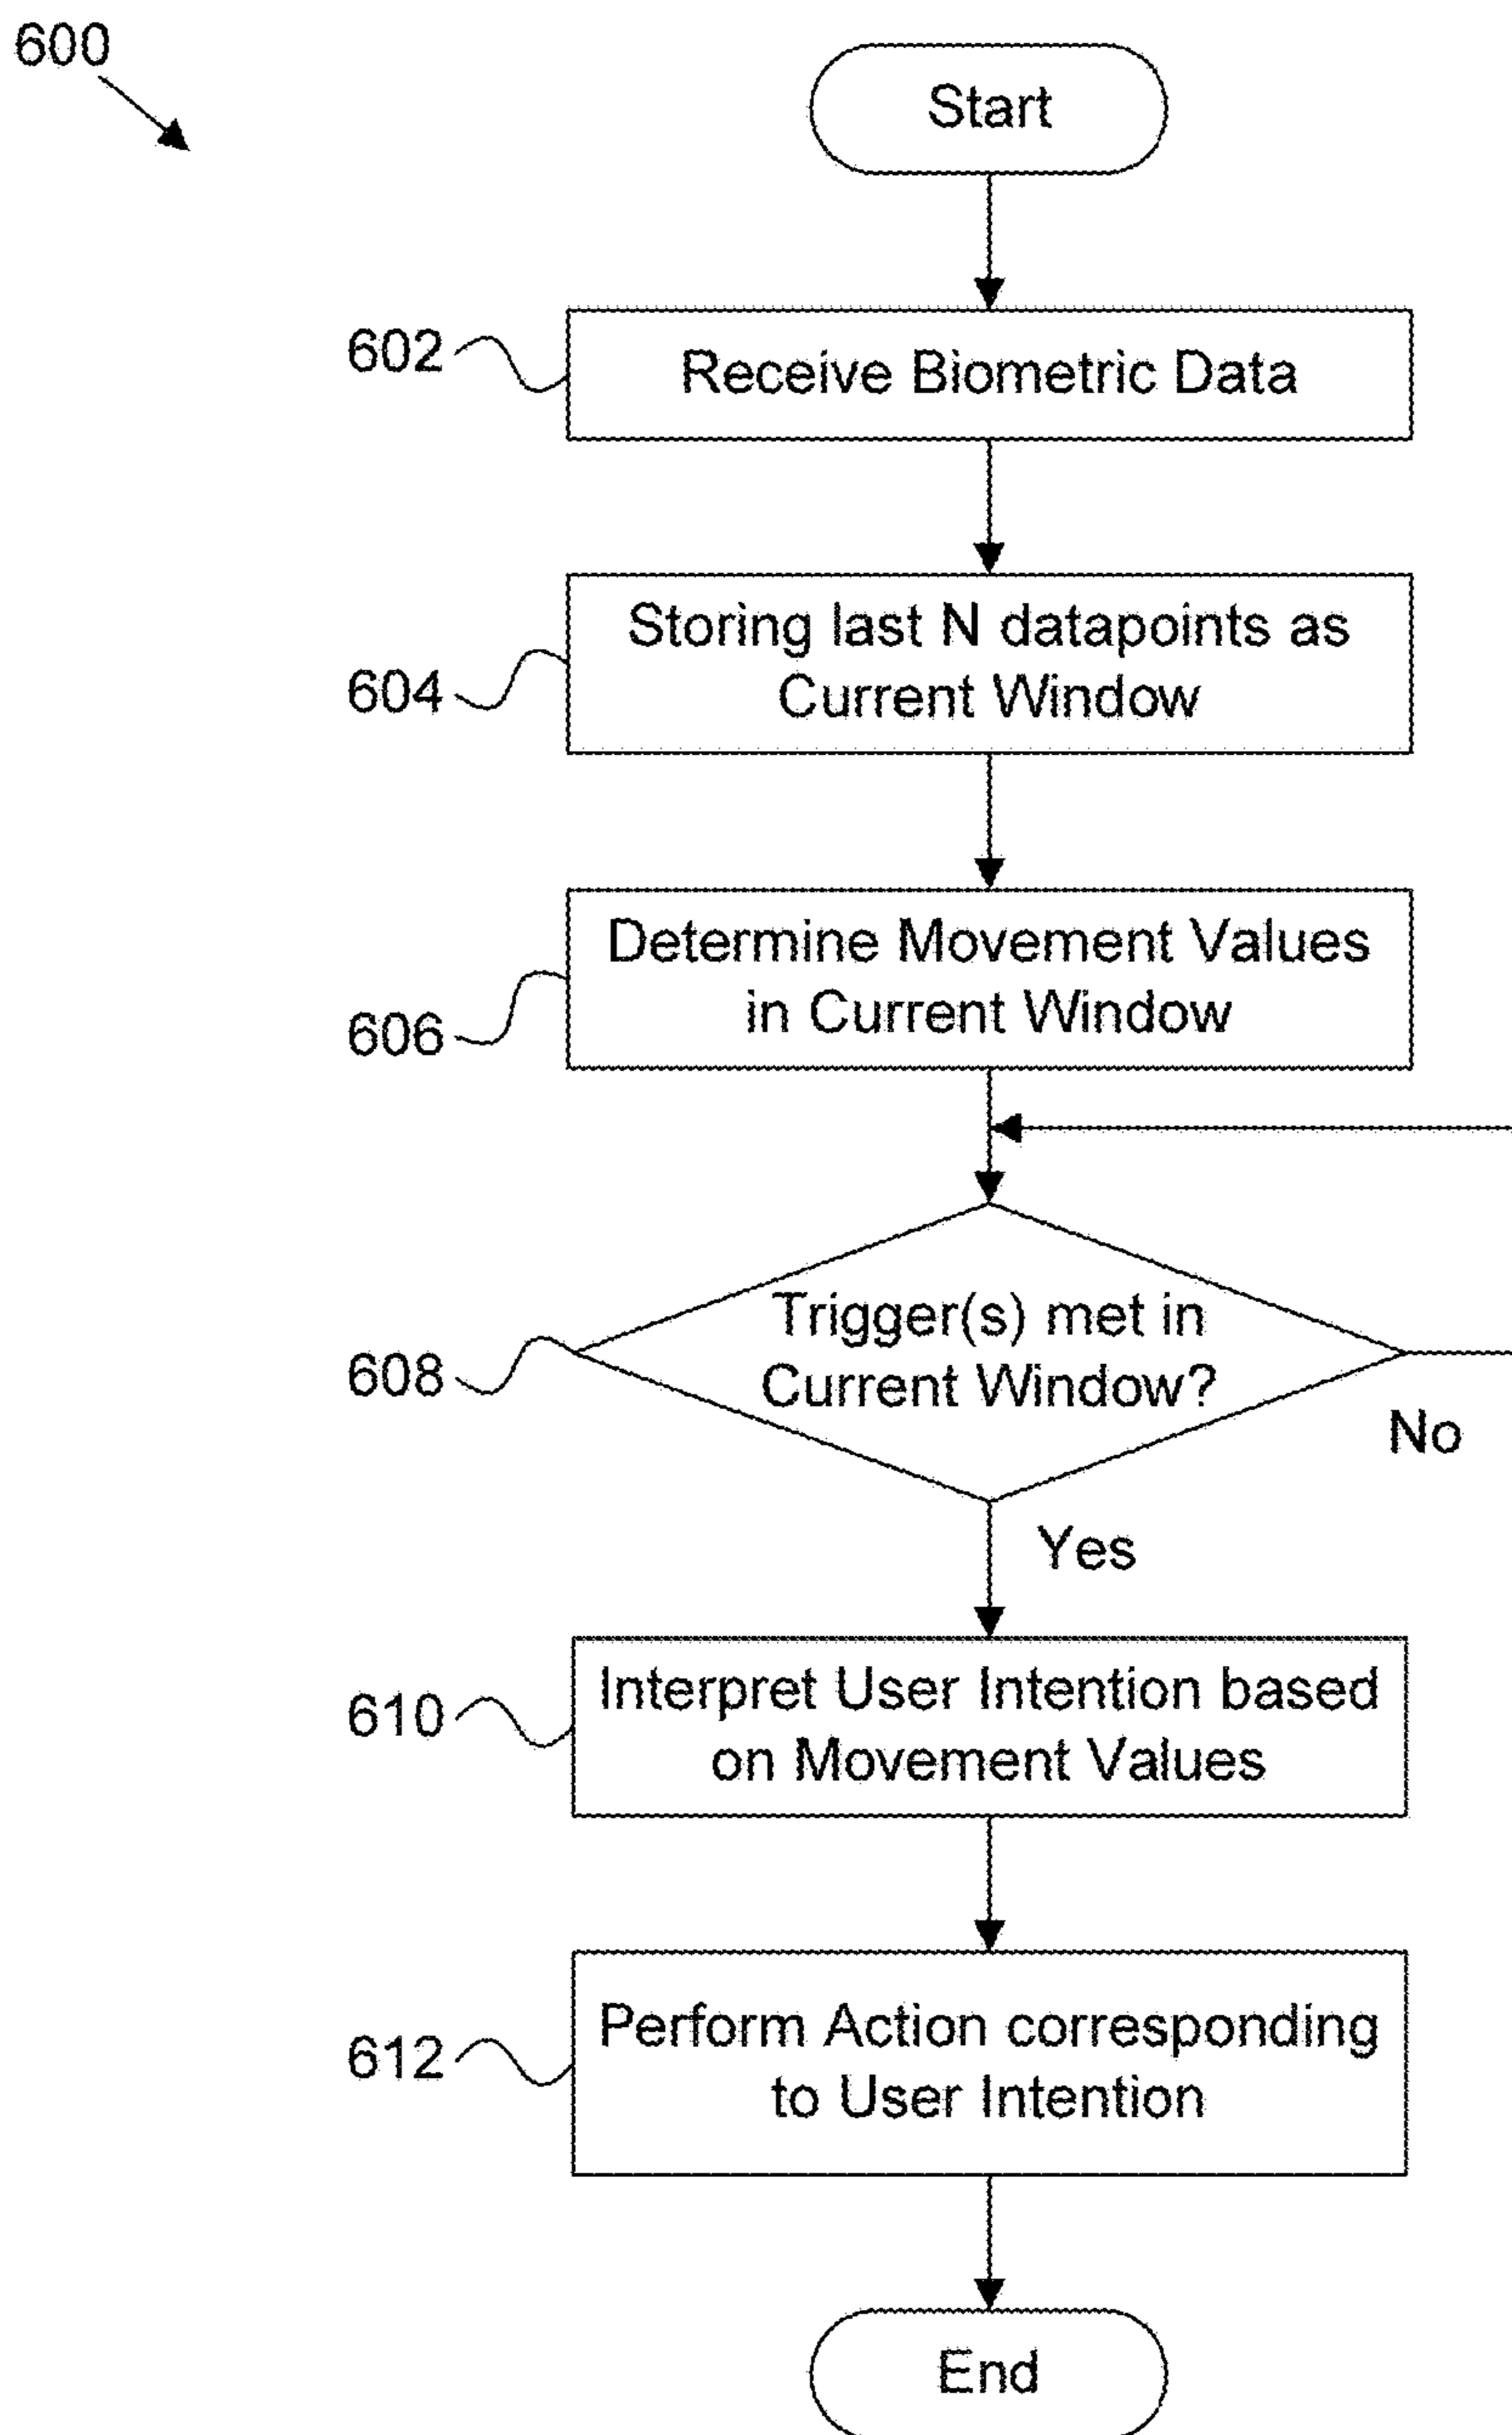 600
Start
602
Receive Biometric Data
Storing last N datapoints as
Current Window
604
Determine Movement Values
in Current Window
606
Trigger(s) met in
Current Window?
608
No
Yes
Interpret User Intention based
on Movement Values
610
Perform Action corresponding
to User Intention
612
End